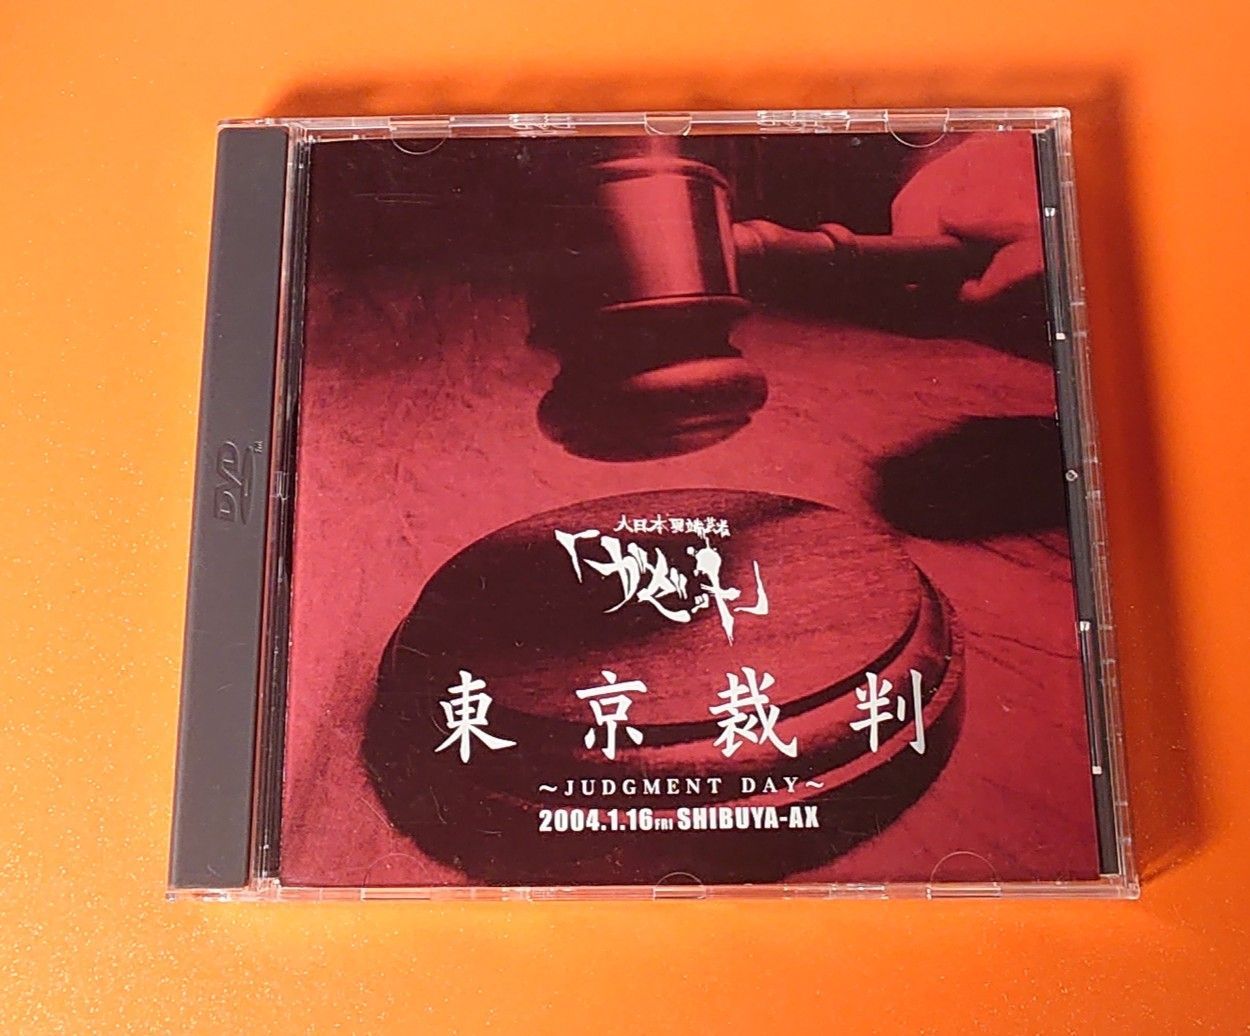 大日本異端芸者
「ガゼット」
東京裁判
~JUDGMENT DAY~
2004.1.16FRI SHIBUYA-AX
DVD